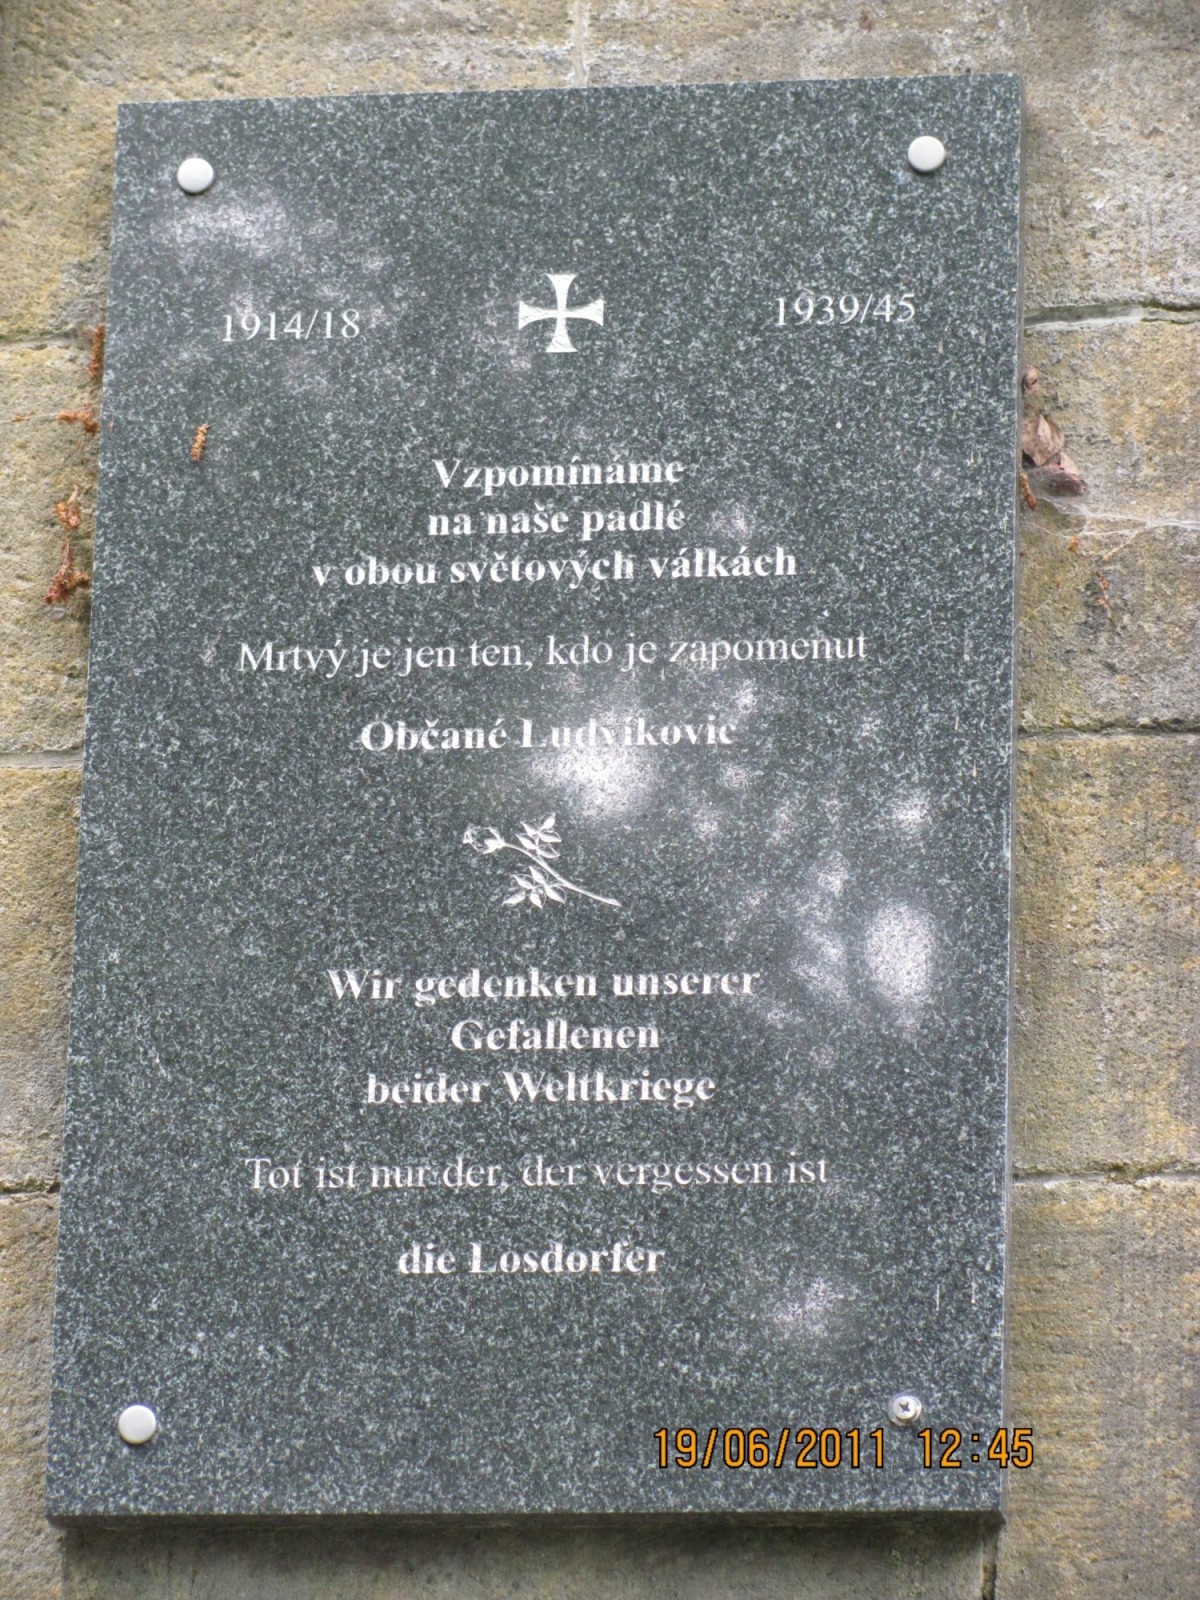 1914/18 1939/45
Vzpomínáme
na naše padlé
v obou světových válkách
Mrtvý je jen ten, kdo je zapomenut
Občané Ludvíkovic
Wir gedenken unserer
Gefallenen
beider Weltkriege
Tot ist nur der, der vergessen ist
die Losdorfer
19/06/2011 12:45